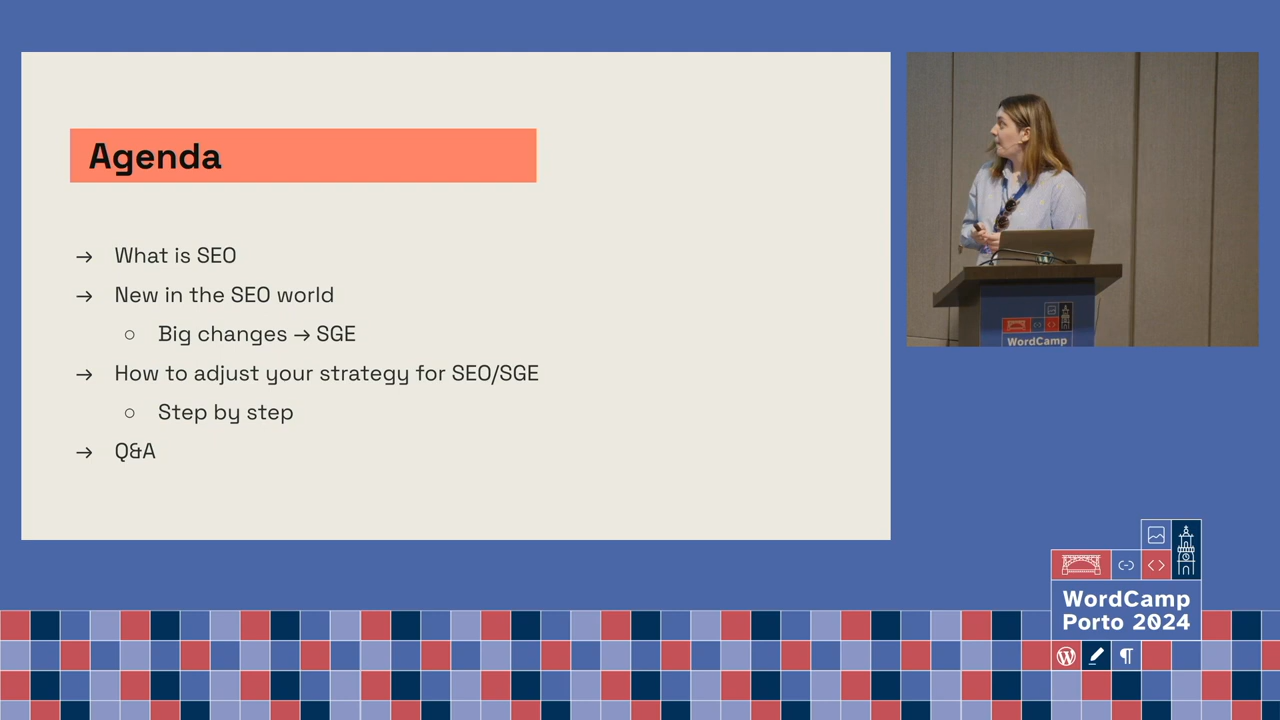 Agenda
→ What is SEO
→ New in the SEO world
○ Big changes → SGE
→ How to adjust your strategy for SEO/SGE
○ Step by step
→ Q&A
WordCamp
WordCamp
Porto 2024